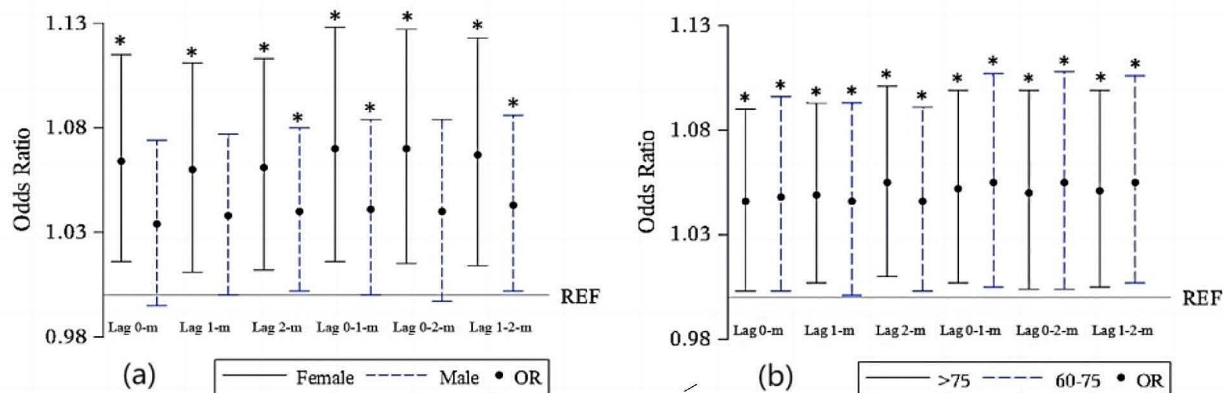 1.13
1.08
1.03
0.98
Odds Ratio
* * * * * * * * *
REF
Lag 0-m Lag 1-m Lag 2-m Lag 0-1-m Lag 0-2-m Lag 1-2-m
(a)
Female Male OR
1.13
1.08
1.03
0.98
Odds Ratio
* * * * * * * * * * * *
REF
Lag 0-m Lag 1-m Lag 2-m Lag 0-1-m Lag 0-2-m Lag 1-2-m
(b)
>75 60-75 OR